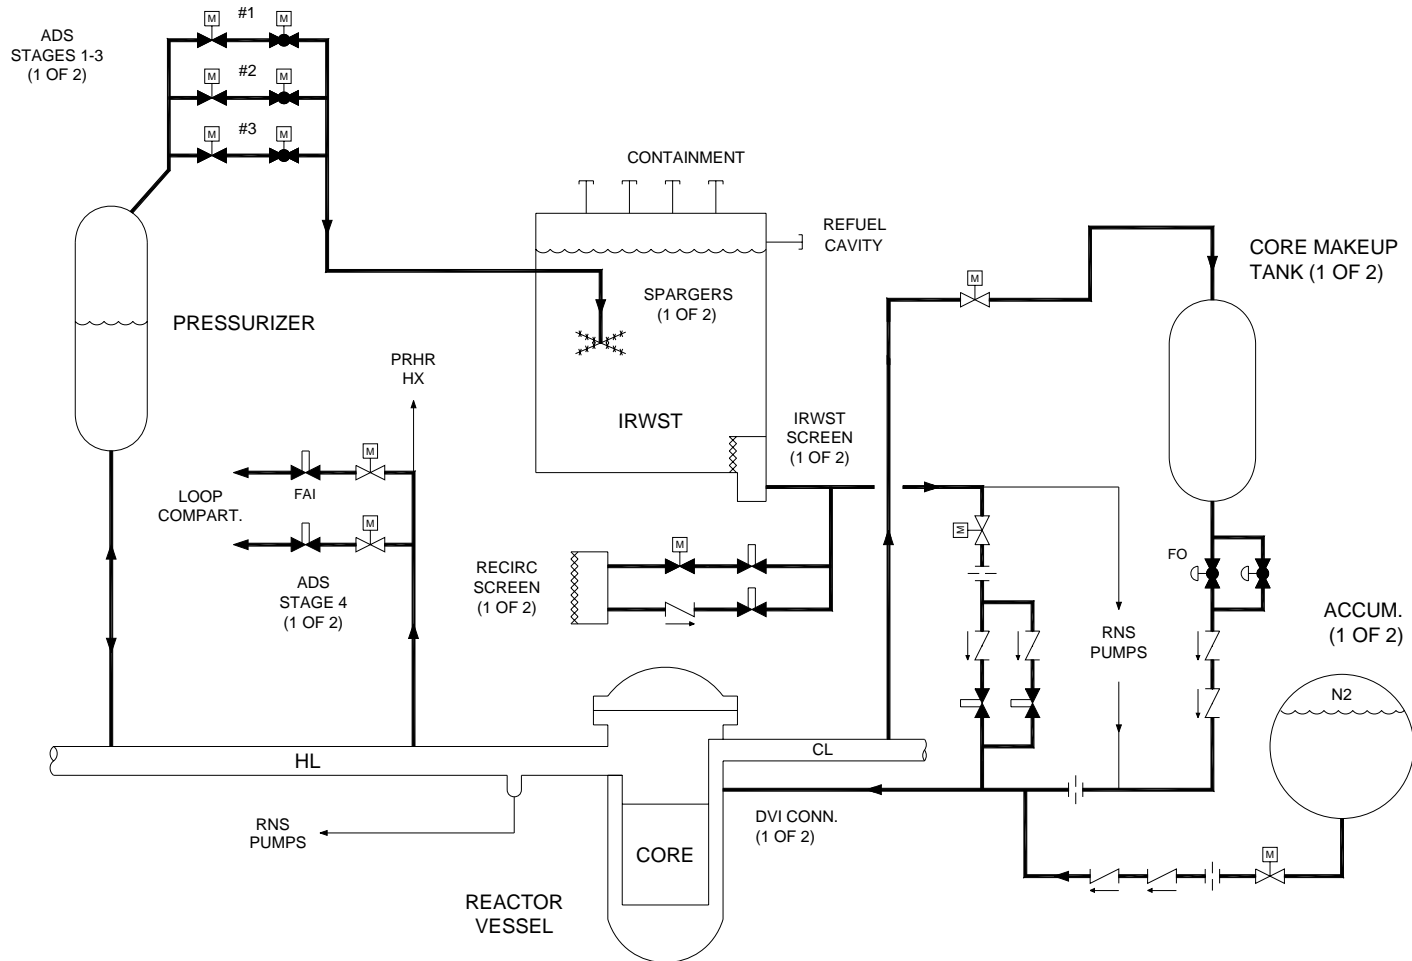 ADS
STAGES 1-3
(1 OF 2)
M
#1
M
M
#2
M
M
#3
M
CONTAINMENT
REFUEL
CAVITY
CORE MAKEUP
TANK (1 OF 2)
M
SPARGERS
(1 OF 2)
PRESSURIZER
PRHR
HX
IRWST
IRWST
SCREEN
(1 OF 2)
M
FAI
LOOP
COMPART.
M
ADS
STAGE 4
(1 OF 2)
RECIRC
SCREEN
(1 OF 2)
M
M
FO
RNS
PUMPS
ACCUM.
(1 OF 2)
N2
HL
CL
RNS
PUMPS
DVI CONN.
(1 OF 2)
CORE
M
REACTOR
VESSEL